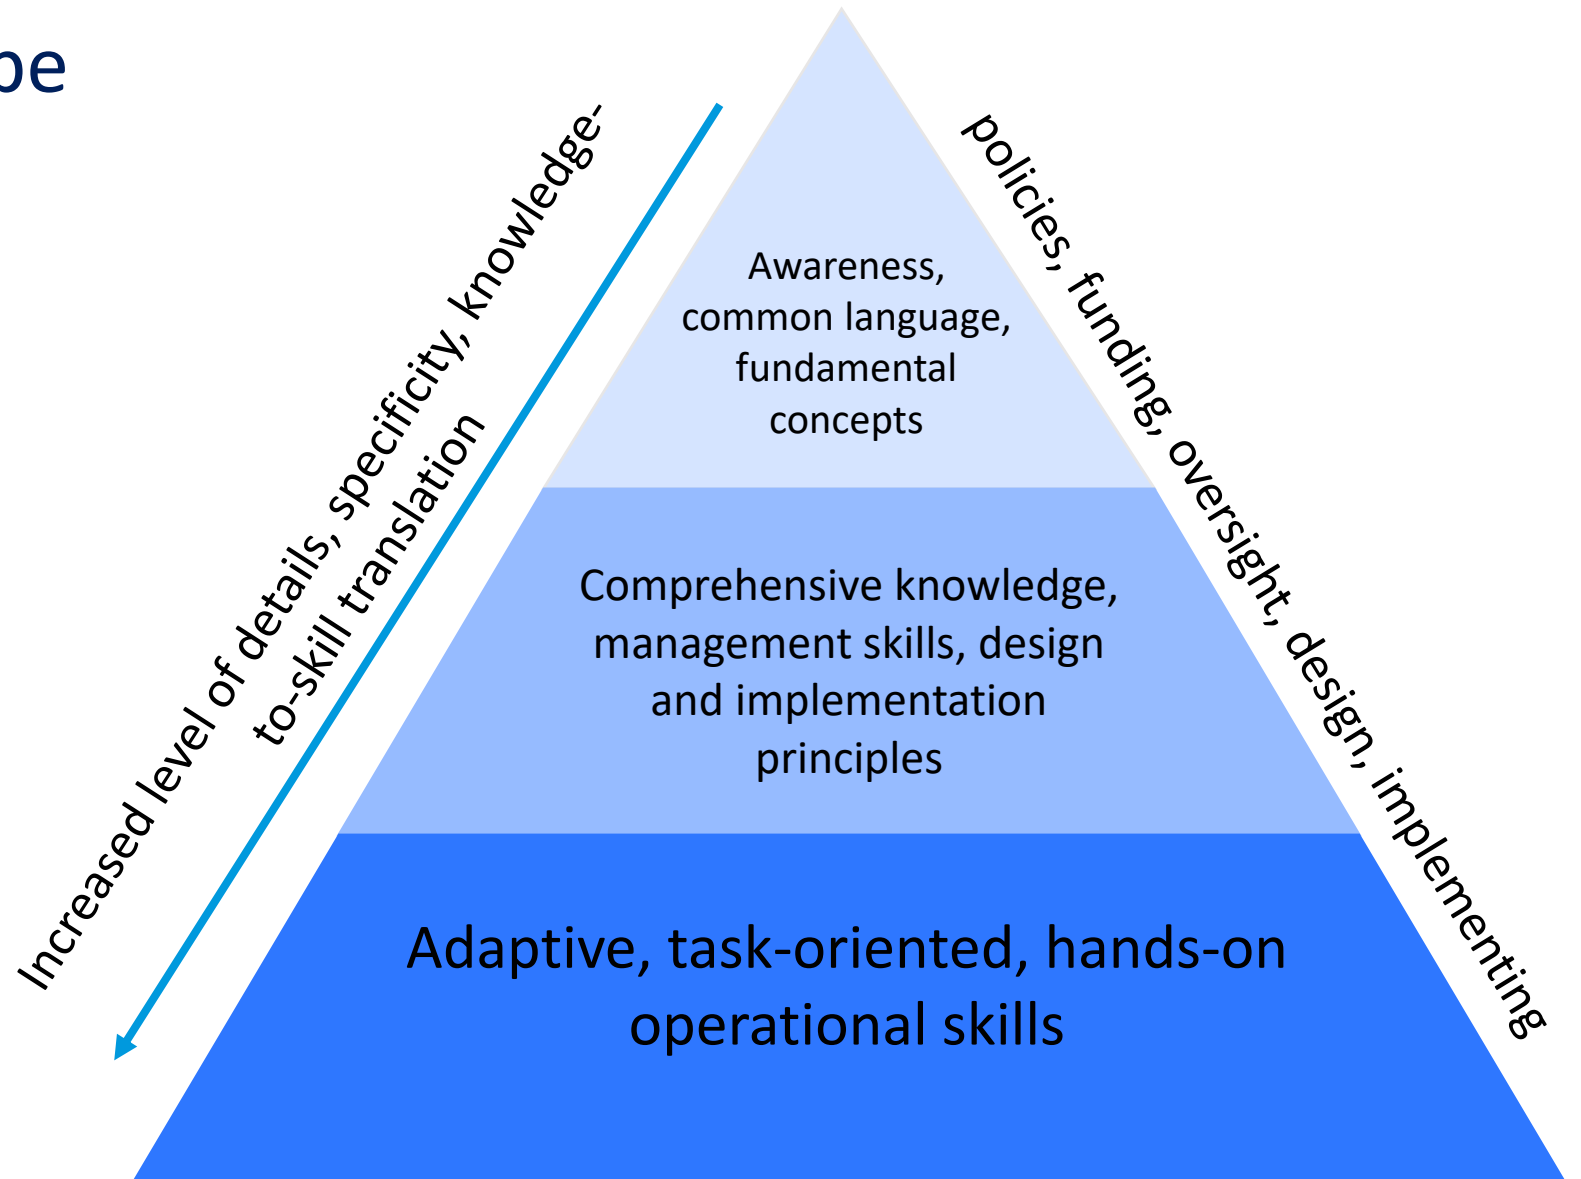 pe
Increased level of details, specificity, knowledge-
to-skill translation
Awareness,
common language,
fundamental
concepts
Comprehensive knowledge,
management skills, design
and implementation
principles
Adaptive, task-oriented, hands-on
operational skills
policies, funding, oversight, design, implementing